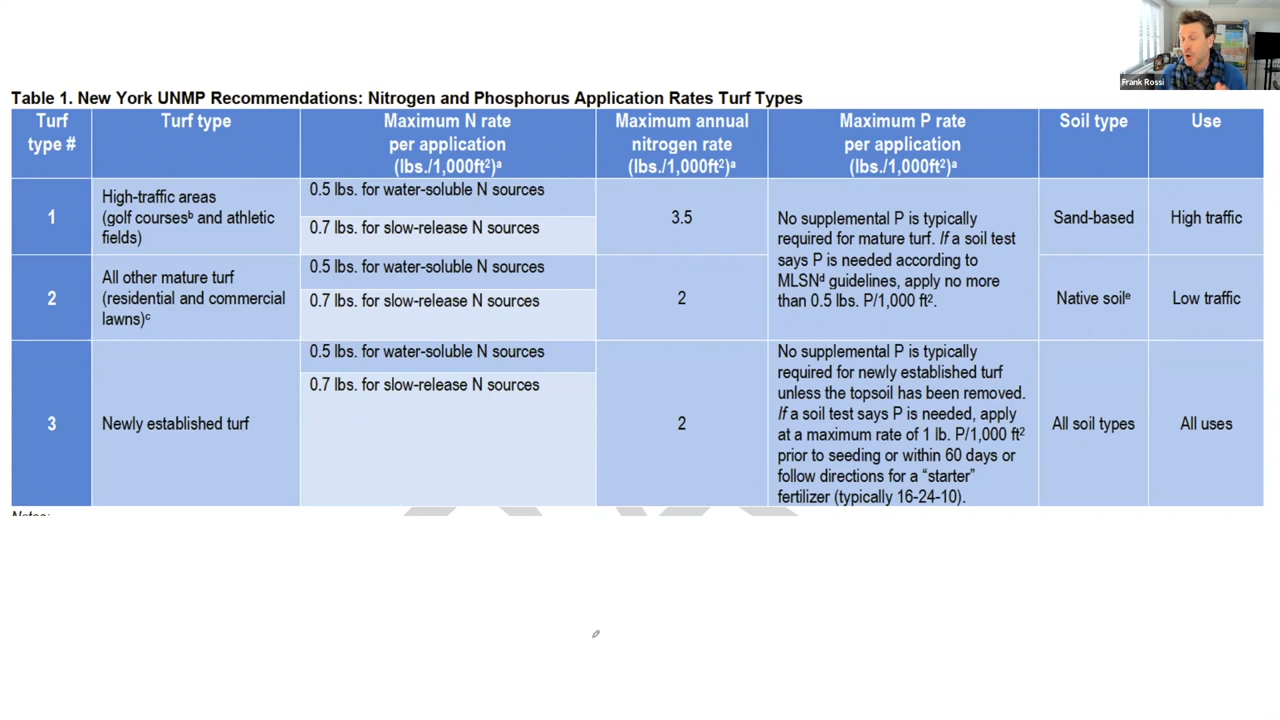 Frank Rossi
Table 1. New York UNMP Recommendations: Nitrogen and Phosphorus Application Rates Turf Types
Turf
type #
Turf type
Maximum N rate
per application
(lbs./1,000ft²)ᵃ
Maximum annual
nitrogen rate
(lbs./1,000ft²)ᵃ
Maximum P rate
per application
(lbs./1,000ft²)ᵃ
Soil type
Use
1
High-traffic areas
(golf coursesᵇ and athletic
fields)
0.5 lbs. for water-soluble N sources
0.7 lbs. for slow-release N sources
3.5
No supplemental P is typically
required for mature turf. If a soil test
says P is needed according to
MLSNᵈ guidelines, apply no more
than 0.5 lbs. P/1,000 ft².
Sand-based
High traffic
2
All other mature turf
(residential and commercial
lawns)ᶜ
0.5 lbs. for water-soluble N sources
0.7 lbs. for slow-release N sources
2
Native soilᵉ
Low traffic
3
Newly established turf
0.5 lbs. for water-soluble N sources
0.7 lbs. for slow-release N sources
2
No supplemental P is typically
required for newly established turf
unless the topsoil has been removed.
If a soil test says P is needed, apply
at a maximum rate of 1 lb. P/1,000 ft²
prior to seeding or within 60 days or
follow directions for a “starter”
fertilizer (typically 16-24-10).
All soil types
All uses
Notes: